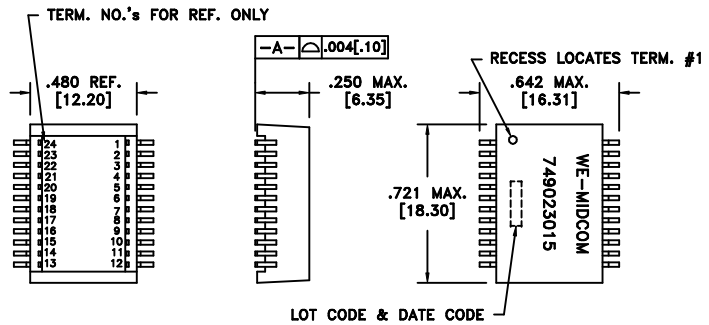 TERM. NO.'s FOR REF. ONLY
-A- ⌓ .004[.10]
RECESS LOCATES TERM. #1
.480 REF.
[12.20]
.250 MAX.
[6.35]
.642 MAX.
[16.31]
24 1
23 2
22 3
21 4
20 5
19 6
18 7
17 8
16 9
15 10
14 11
13 12
.721 MAX.
[18.30]
WE-MIDCOM
749023015
LOT CODE & DATE CODE